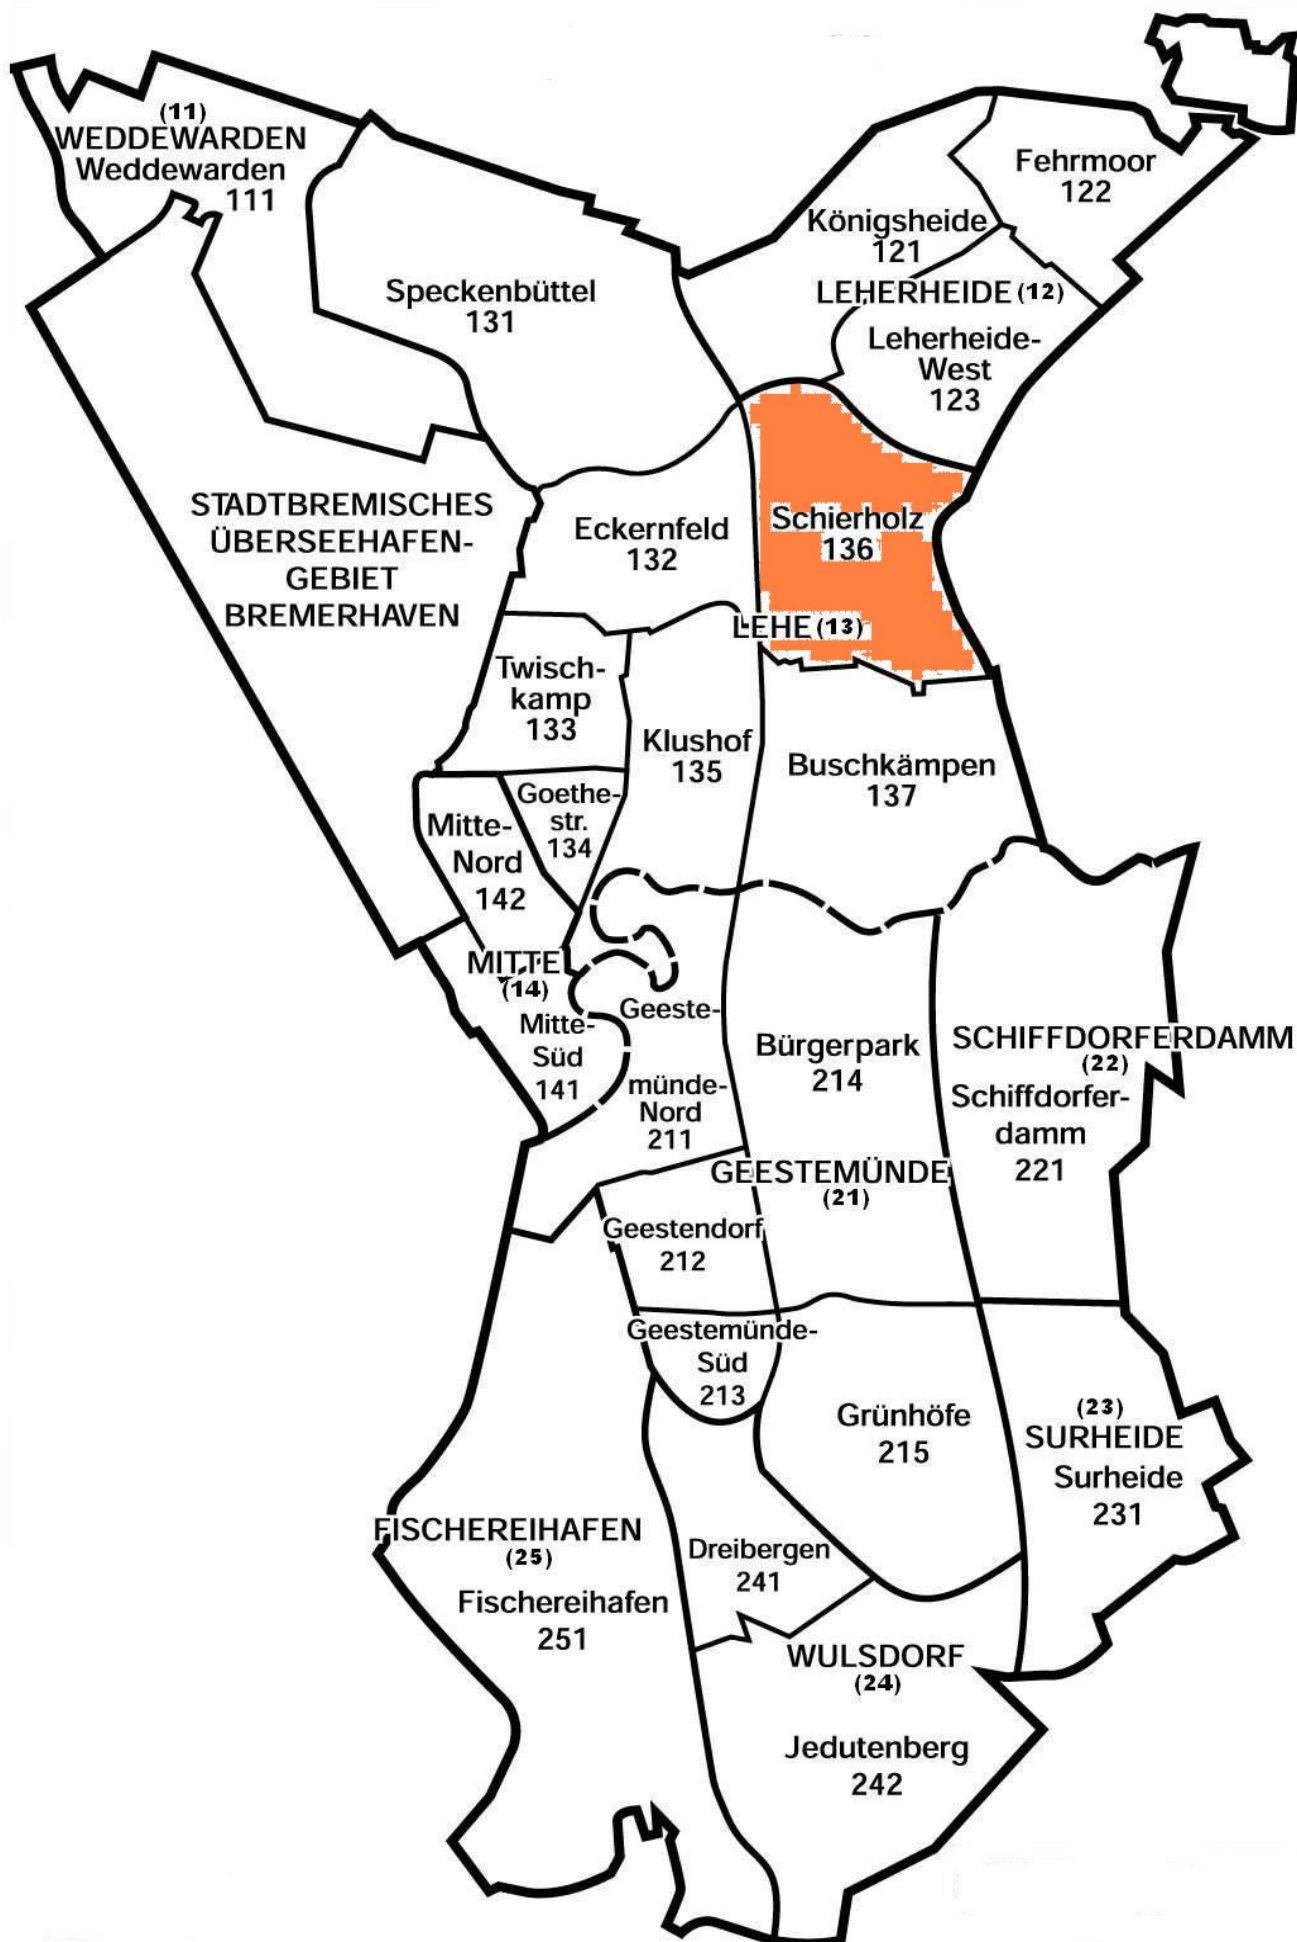 (11)
WEDDEWARDEN
Weddewarden
111
Fehrmoor
122
Königsheide
121
LEHERHEIDE (12)
Speckenbüttel
131
Leherheide-
West
123
STADTBREMISCHES
ÜBERSEEHAFEN-
GEBIET
BREMERHAVEN
Eckernfeld
132
Schierholz
136
LEHE (13)
Twisch-
kamp
133
Klushof
135
Buschkämpen
137
Goethe-
str.
134
Mitte-
Nord
142
MITTE
(14)
Mitte-
Süd
141
Geeste-
münde-
Nord
211
Bürgerpark
214
SCHIFFDORFERDAMM
(22)
Schiffdorfer-
damm
221
GEESTEMÜNDE
(21)
Geestendorf
212
Geestemünde-
Süd
213
Grünhöfe
215
(23)
SURHEIDE
Surheide
231
FISCHEREIHAFEN
(25)
Fischereihafen
251
Dreibergen
241
WULSDORF
(24)
Jedutenberg
242